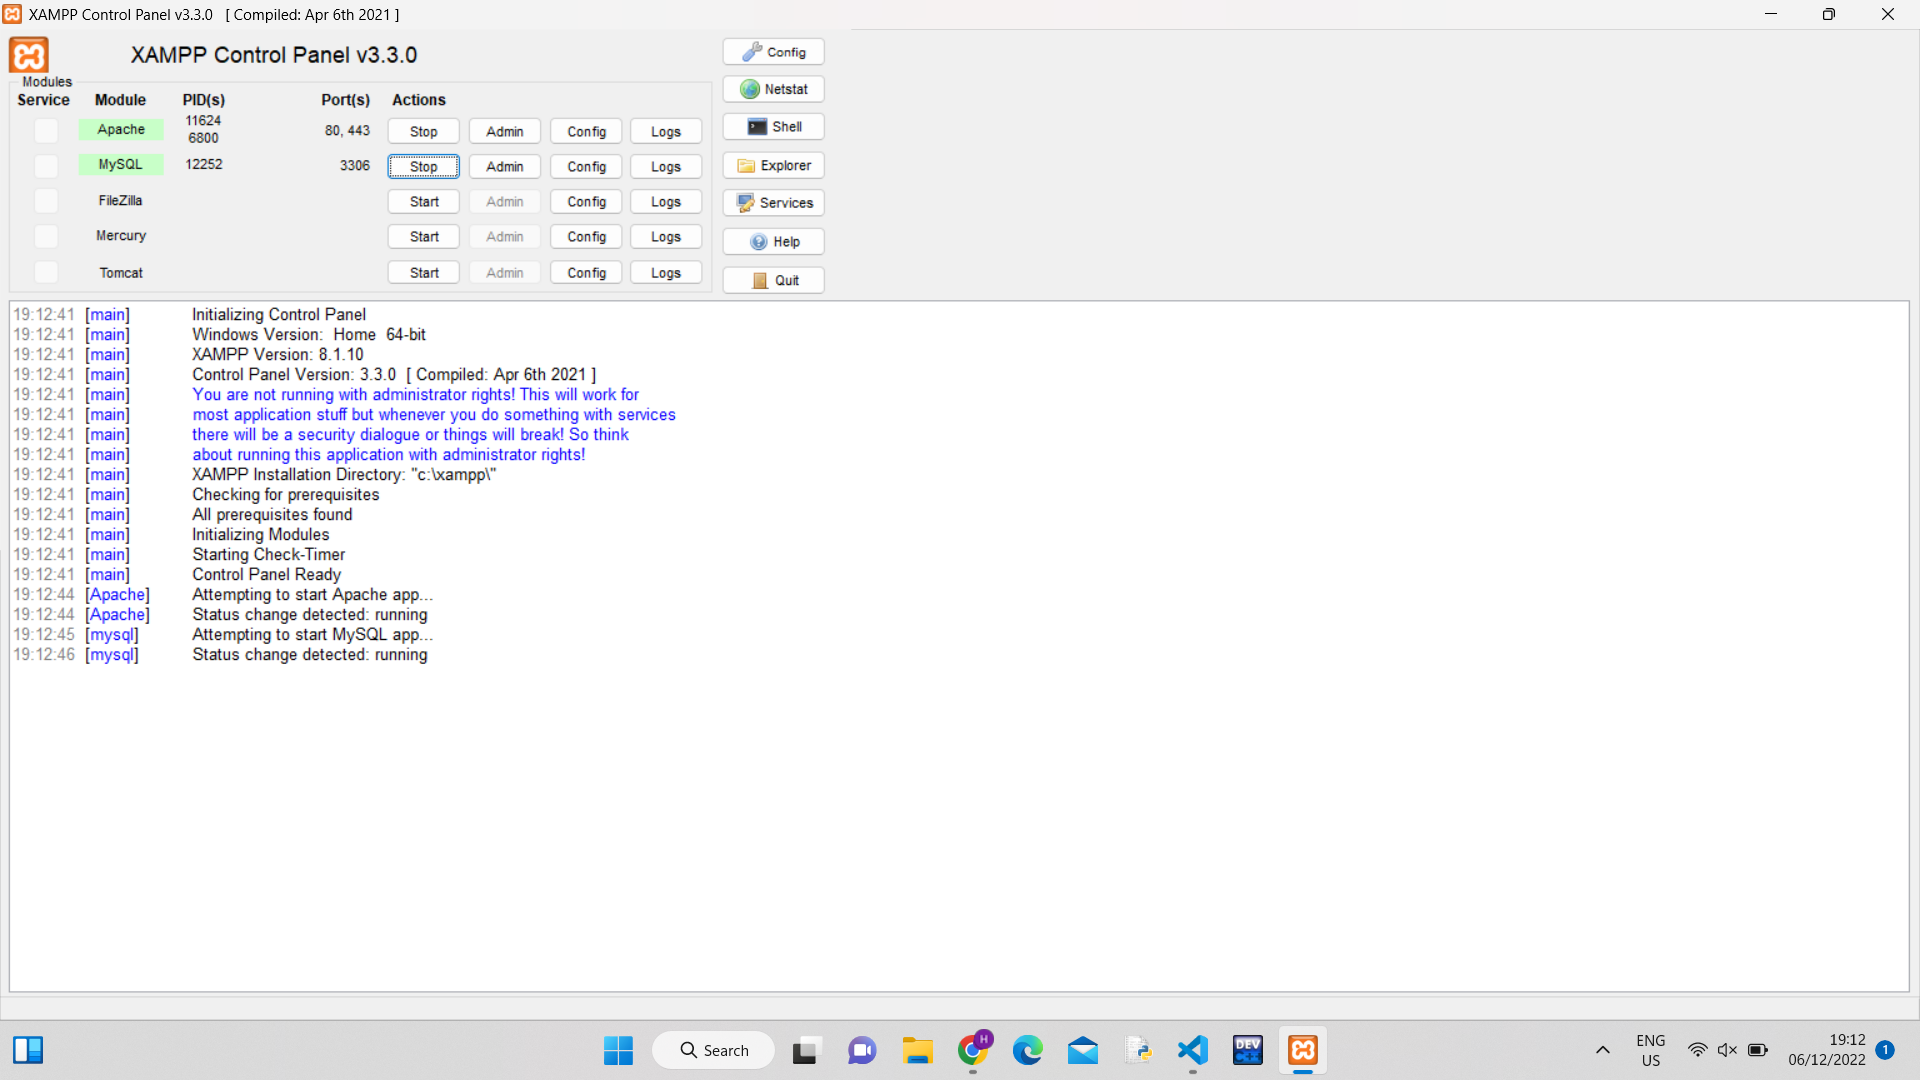 XAMPP Control Panel v3.3.0 [ Compiled: Apr 6th 2021 ]
XAMPP Control Panel v3.3.0
Config
Modules
Service Module PID(s) Port(s) Actions
Netstat
Apache 11624 6800 80, 443 Stop Admin Config Logs
Shell
MySQL 12252 3306 Stop Admin Config Logs
Explorer
FileZilla Start Admin Config Logs
Services
Mercury Start Admin Config Logs
Help
Tomcat Start Admin Config Logs
Quit
19:12:41 [main] Initializing Control Panel
19:12:41 [main] Windows Version: Home 64-bit
19:12:41 [main] XAMPP Version: 8.1.10
19:12:41 [main] Control Panel Version: 3.3.0 [ Compiled: Apr 6th 2021 ]
19:12:41 [main] You are not running with administrator rights! This will work for
19:12:41 [main] most application stuff but whenever you do something with services
19:12:41 [main] there will be a security dialogue or things will break! So think
19:12:41 [main] about running this application with administrator rights!
19:12:41 [main] XAMPP Installation Directory: "c:\xampp\"
19:12:41 [main] Checking for prerequisites
19:12:41 [main] All prerequisites found
19:12:41 [main] Initializing Modules
19:12:41 [main] Starting Check-Timer
19:12:41 [main] Control Panel Ready
19:12:44 [Apache] Attempting to start Apache app...
19:12:44 [Apache] Status change detected: running
19:12:45 [mysql] Attempting to start MySQL app...
19:12:46 [mysql] Status change detected: running
Search
H
DEV
C++
ENG
US
19:12
06/12/2022
1